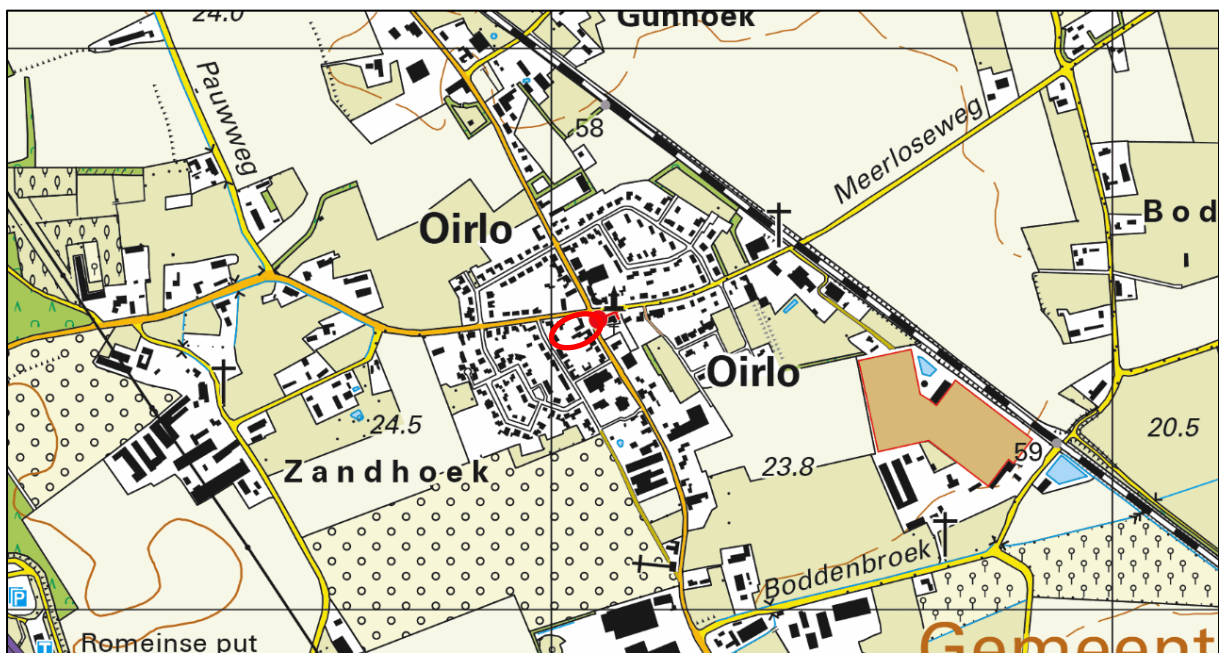 24.0
Gunhoek
Pauwweg
58
Meerloseweg
Oirlo
Bod
Oirlo
24.5
20.5
Zandhoek
23.8
59
Boddenbroek
P
Romeinse put
T
Gemeent